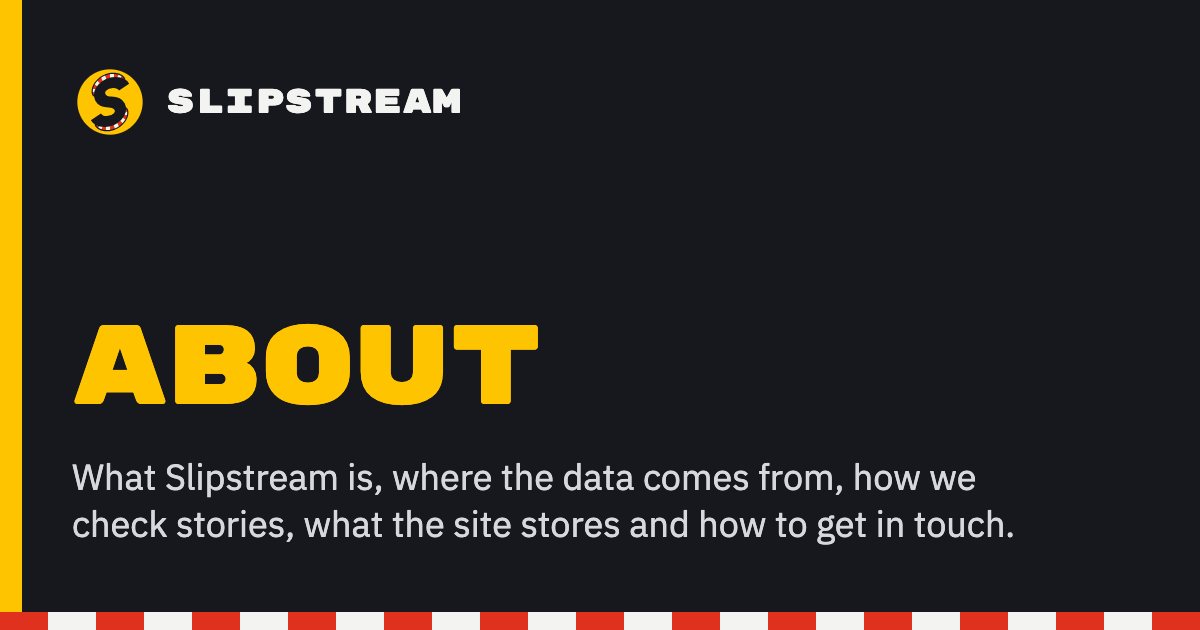 SLIPSTREAM
ABOUT
What Slipstream is, where the data comes from, how we
check stories, what the site stores and how to get in touch.